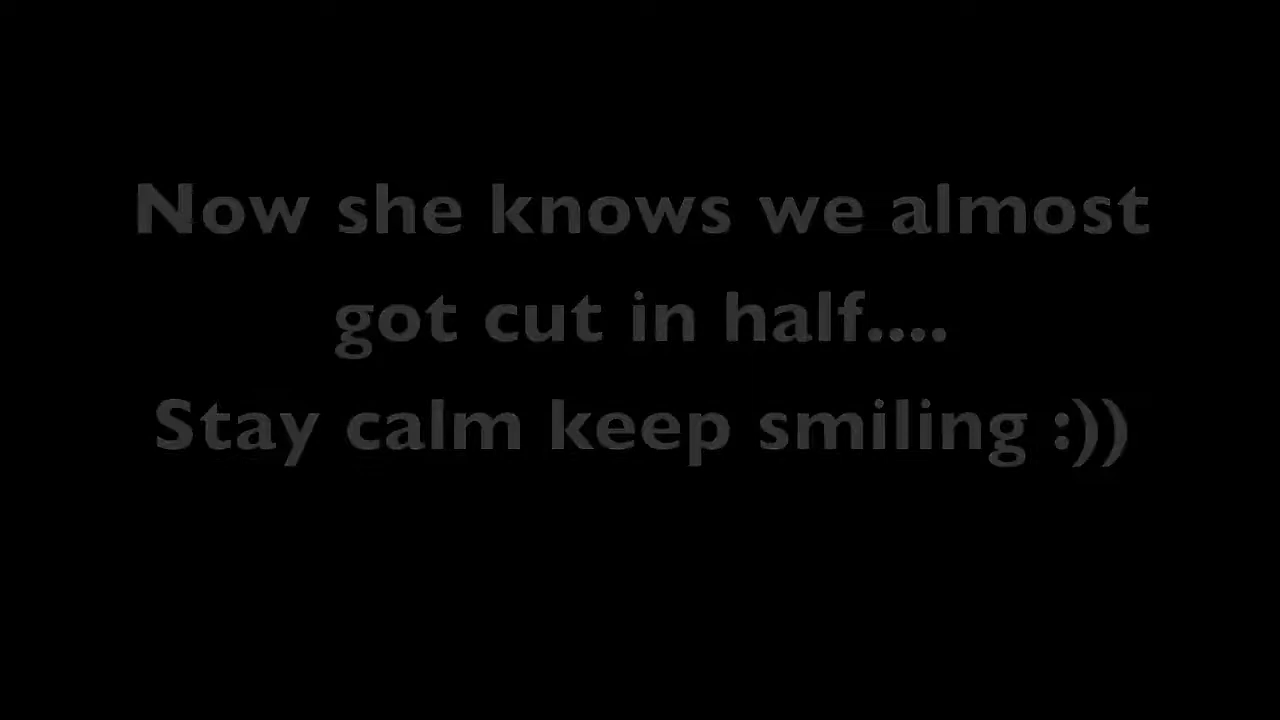 Now she knows we almost
got cut in half....
Stay calm keep smiling :))